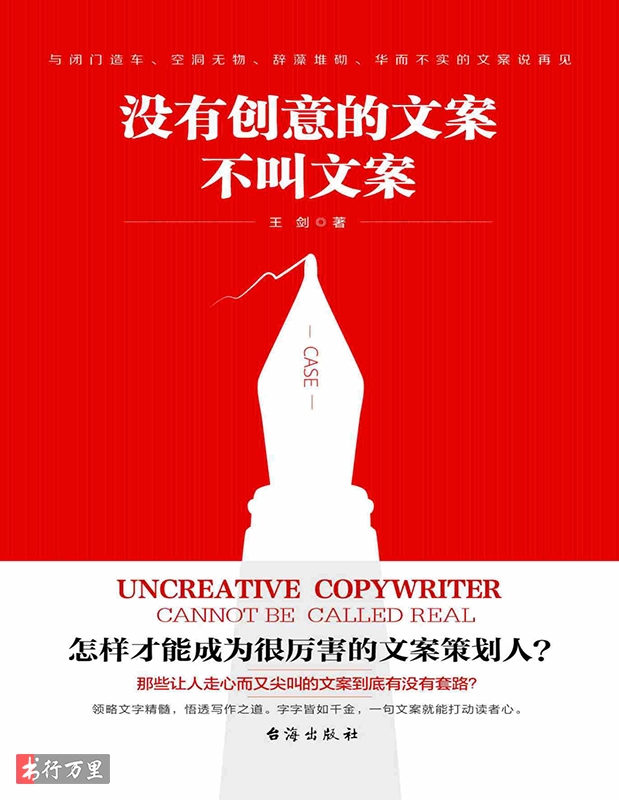 与闭门造车、空洞无物、辞藻堆砌、华而不实的文案说再见
没有创意的文案
不叫文案
王 剑◎著
— CASE —
UNCREATIVE COPYWRITER
CANNOT BE CALLED REAL
怎样才能成为很厉害的文案策划人?
那些让人走心而又尖叫的文案到底有没有套路?
领略文字精髓,悟透写作之道。字字皆如千金,一句文案就能打动读者心。
台海出版社
书行万里